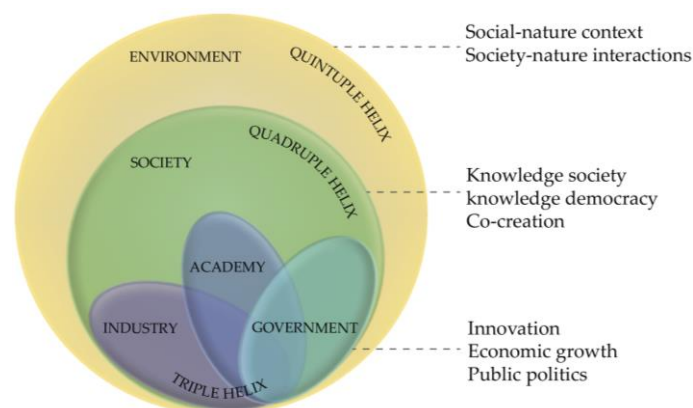 Social-nature context
Society-nature interactions
ENVIRONMENT
QUINTUPLE HELIX
QUADRUPLE HELIX
SOCIETY
Knowledge society
knowledge democracy
Co-creation
ACADEMY
INDUSTRY
GOVERNMENT
TRIPLE HELIX
Innovation
Economic growth
Public politics